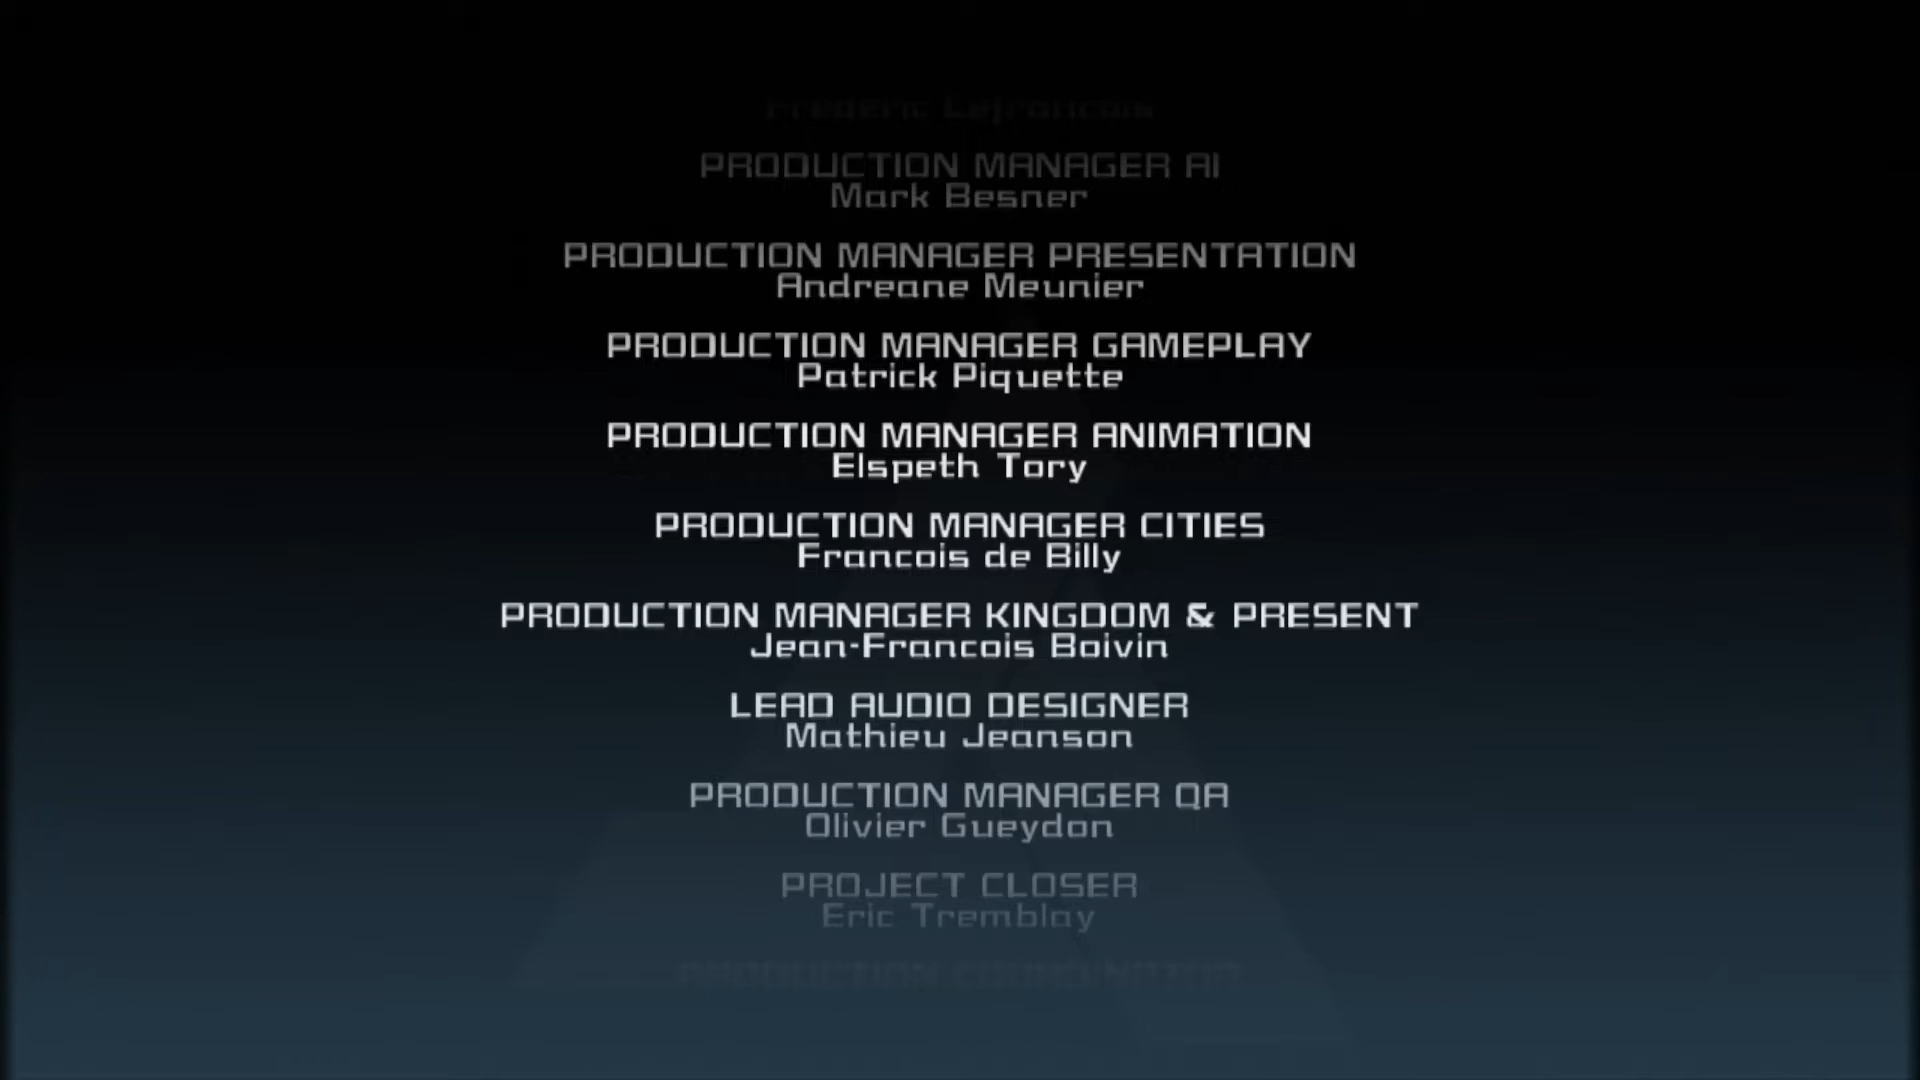 PRODUCTION MANAGER AI
Mark Besner
PRODUCTION MANAGER PRESENTATION
Andreane Meunier
PRODUCTION MANAGER GAMEPLAY
Patrick Piquette
PRODUCTION MANAGER ANIMATION
Elspeth Tory
PRODUCTION MANAGER CITIES
Francois de Billy
PRODUCTION MANAGER KINGDOM & PRESENT
Jean-Francois Boivin
LEAD AUDIO DESIGNER
Mathieu Jeanson
PRODUCTION MANAGER QA
Olivier Gueydon
PROJECT CLOSER
Eric Tremblay
PRODUCTION COORDINATOR